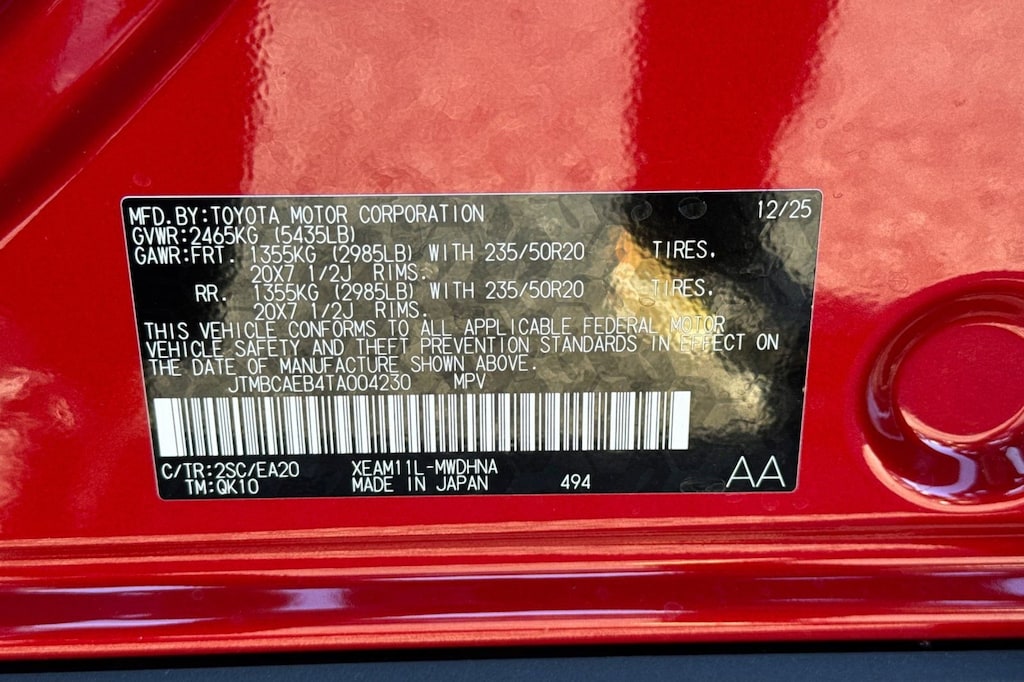 MFD.BY:TOYOTA MOTOR CORPORATION 12/25
GVWR:2465KG (5435LB)
GAWR:FRT. 1355KG (2985LB) WITH 235/50R20 TIRES,
20X7 1/2J RIMS.
RR. 1355KG (2985LB) WITH 235/50R20 TIRES,
20X7 1/2J RIMS.
THIS VEHICLE CONFORMS TO ALL APPLICABLE FEDERAL MOTOR
VEHICLE SAFETY AND THEFT PREVENTION STANDARDS IN EFFECT ON
THE DATE OF MANUFACTURE SHOWN ABOVE.
JTMBCAEB4TA004230 MPV
C/TR:2SC/EA20 XEAM11L-MWDHNA
TM:QK10 MADE IN JAPAN 494 AA